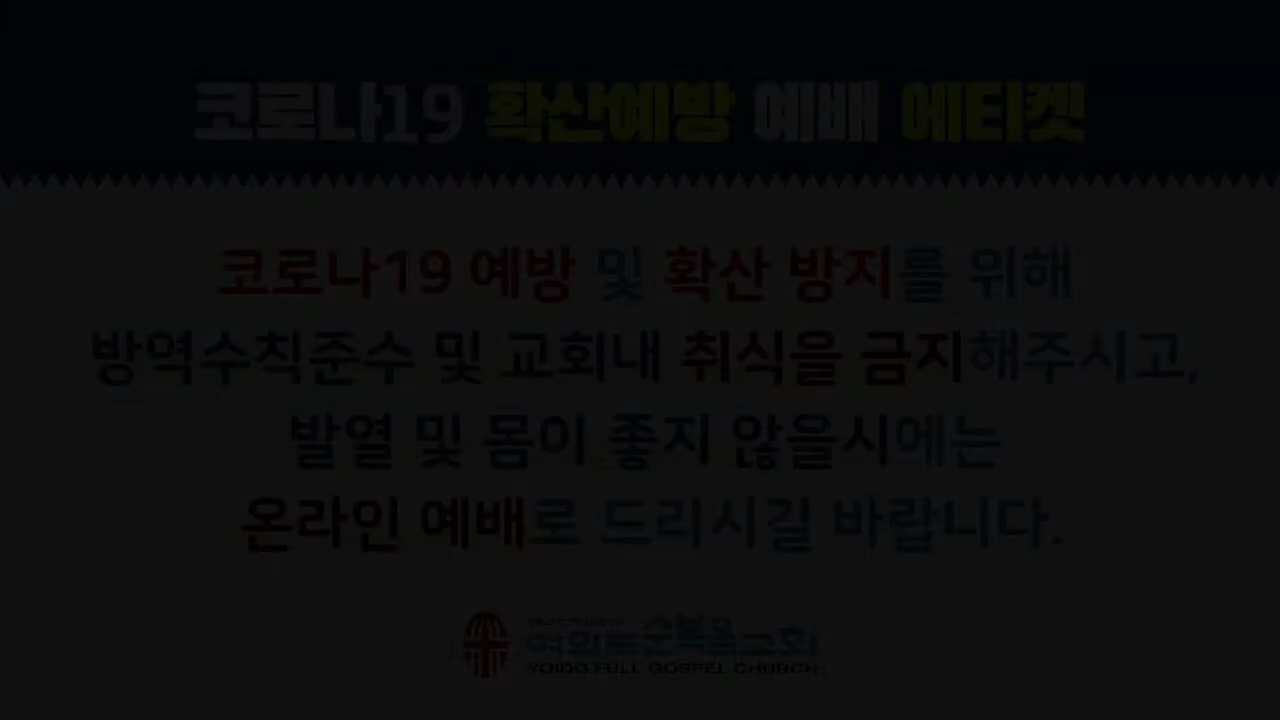 코로나19 확산예방 예배 에티켓
코로나19 예방 및 확산 방지를 위해
방역수칙준수 및 교회내 취식을 금지해주시고,
발열 및 몸이 좋지 않을시에는
온라인 예배로 드리시길 바랍니다.
여의도순복음교회
YOIDO FULL GOSPEL CHURCH